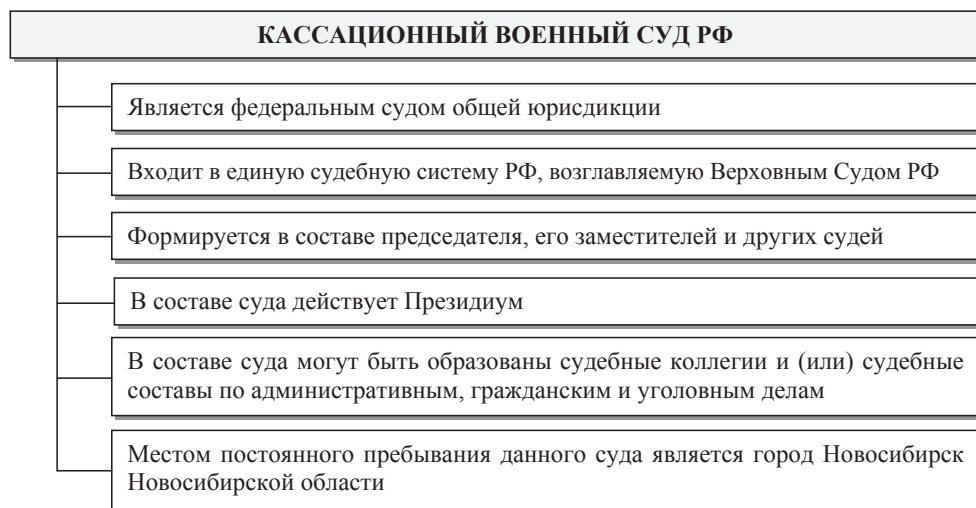 КАССАЦИОННЫЙ ВОЕННЫЙ СУД РФ
Является федеральным судом общей юрисдикции
Входит в единую судебную систему РФ, возглавляемую Верховным Судом РФ
Формируется в составе председателя, его заместителей и других судей
В составе суда действует Президиум
В составе суда могут быть образованы судебные коллегии и (или) судебные
составы по административным, гражданским и уголовным делам
Местом постоянного пребывания данного суда является город Новосибирск
Новосибирской области